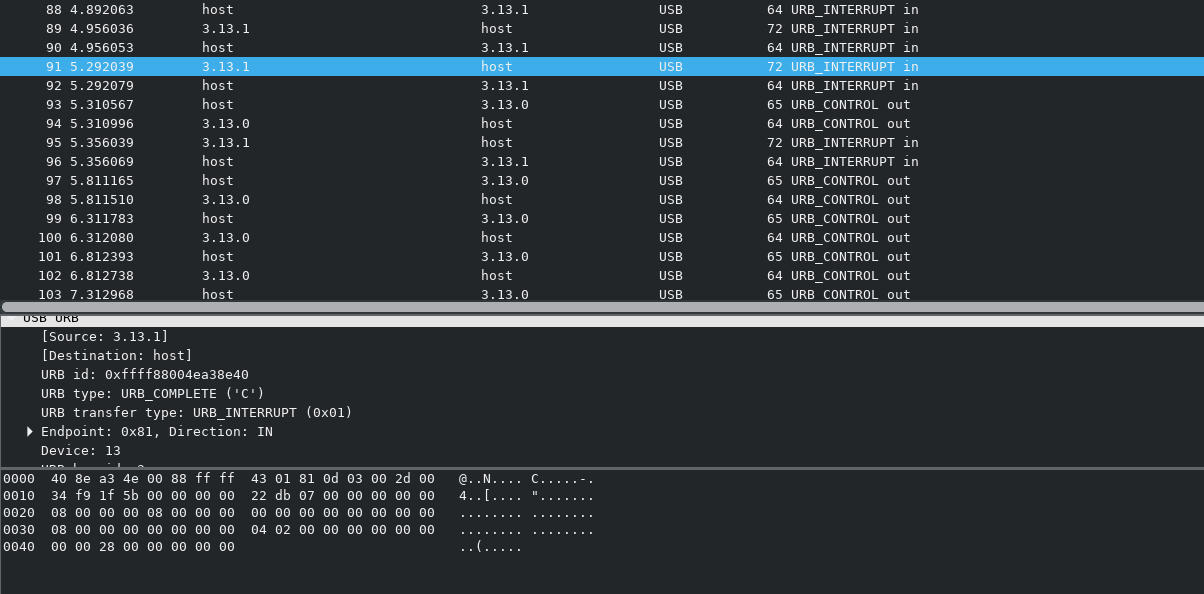 88 4.892063 host 3.13.1 USB 64 URB_INTERRUPT in
89 4.956036 3.13.1 host USB 72 URB_INTERRUPT in
90 4.956053 host 3.13.1 USB 64 URB_INTERRUPT in
91 5.292039 3.13.1 host USB 72 URB_INTERRUPT in
92 5.292079 host 3.13.1 USB 64 URB_INTERRUPT in
93 5.310567 host 3.13.0 USB 65 URB_CONTROL out
94 5.310996 3.13.0 host USB 64 URB_CONTROL out
95 5.356039 3.13.1 host USB 72 URB_INTERRUPT in
96 5.356069 host 3.13.1 USB 64 URB_INTERRUPT in
97 5.811165 host 3.13.0 USB 65 URB_CONTROL out
98 5.811510 3.13.0 host USB 64 URB_CONTROL out
99 6.311783 host 3.13.0 USB 65 URB_CONTROL out
100 6.312080 3.13.0 host USB 64 URB_CONTROL out
101 6.812393 host 3.13.0 USB 65 URB_CONTROL out
102 6.812738 3.13.0 host USB 64 URB_CONTROL out
103 7.312968 host 3.13.0 USB 65 URB_CONTROL out
USB URB
[Source: 3.13.1]
[Destination: host]
URB id: 0xffff88004ea38e40
URB type: URB_COMPLETE ('C')
URB transfer type: URB_INTERRUPT (0x01)
Endpoint: 0x81, Direction: IN
Device: 13
0000 40 8e a3 4e 00 88 ff ff 43 01 81 0d 03 00 2d 00 @..N.... C.....-.
0010 34 f9 1f 5b 00 00 00 00 22 db 07 00 00 00 00 00 4..[.... ".......
0020 08 00 00 00 08 00 00 00 00 00 00 00 00 00 00 00 ........ ........
0030 08 00 00 00 00 00 00 00 04 02 00 00 00 00 00 00 ........ ........
0040 00 00 28 00 00 00 00 00 ..(.....